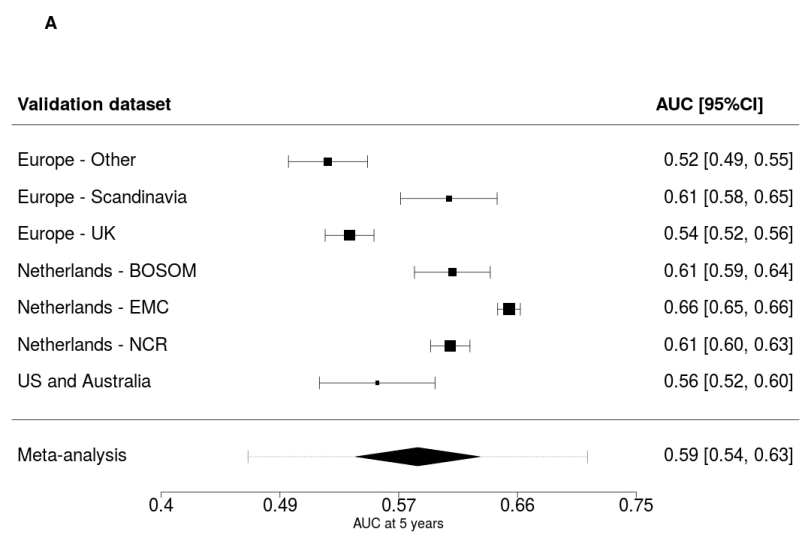 A
Validation dataset AUC [95%CI]
Europe - Other 0.52 [0.49, 0.55]
Europe - Scandinavia 0.61 [0.58, 0.65]
Europe - UK 0.54 [0.52, 0.56]
Netherlands - BOSOM 0.61 [0.59, 0.64]
Netherlands - EMC 0.66 [0.65, 0.66]
Netherlands - NCR 0.61 [0.60, 0.63]
US and Australia 0.56 [0.52, 0.60]
Meta-analysis 0.59 [0.54, 0.63]
0.4 0.49 0.57 0.66 0.75
AUC at 5 years